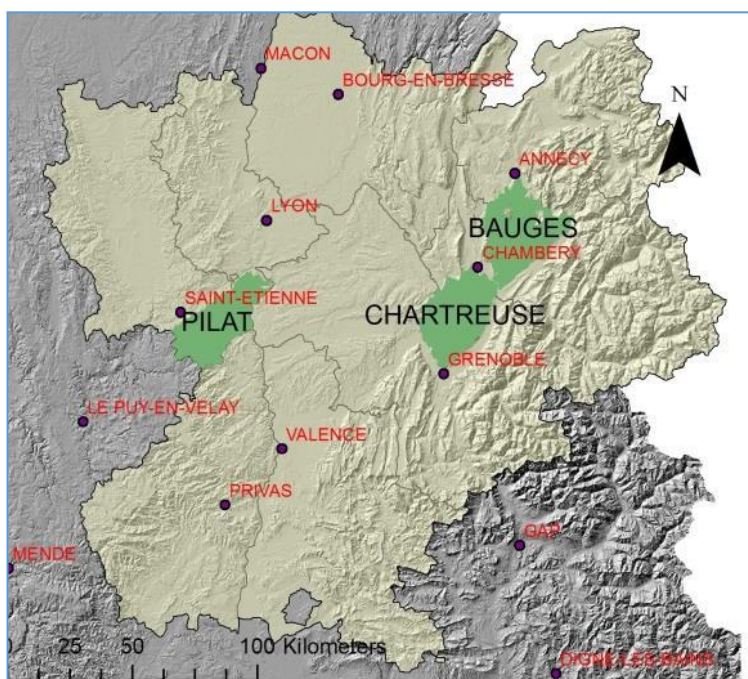 MACON
BOURG-EN-BRESSE
N
ANNECY
LYON
BAUGES
CHAMBERY
SAINT-ETIENNE
PILAT
CHARTREUSE
GRENOBLE
LE PUY-EN-VELAY
VALENCE
PRIVAS
GAP
MENDE
0 25 50 100 Kilometers
DIGNE-LES-BAINS